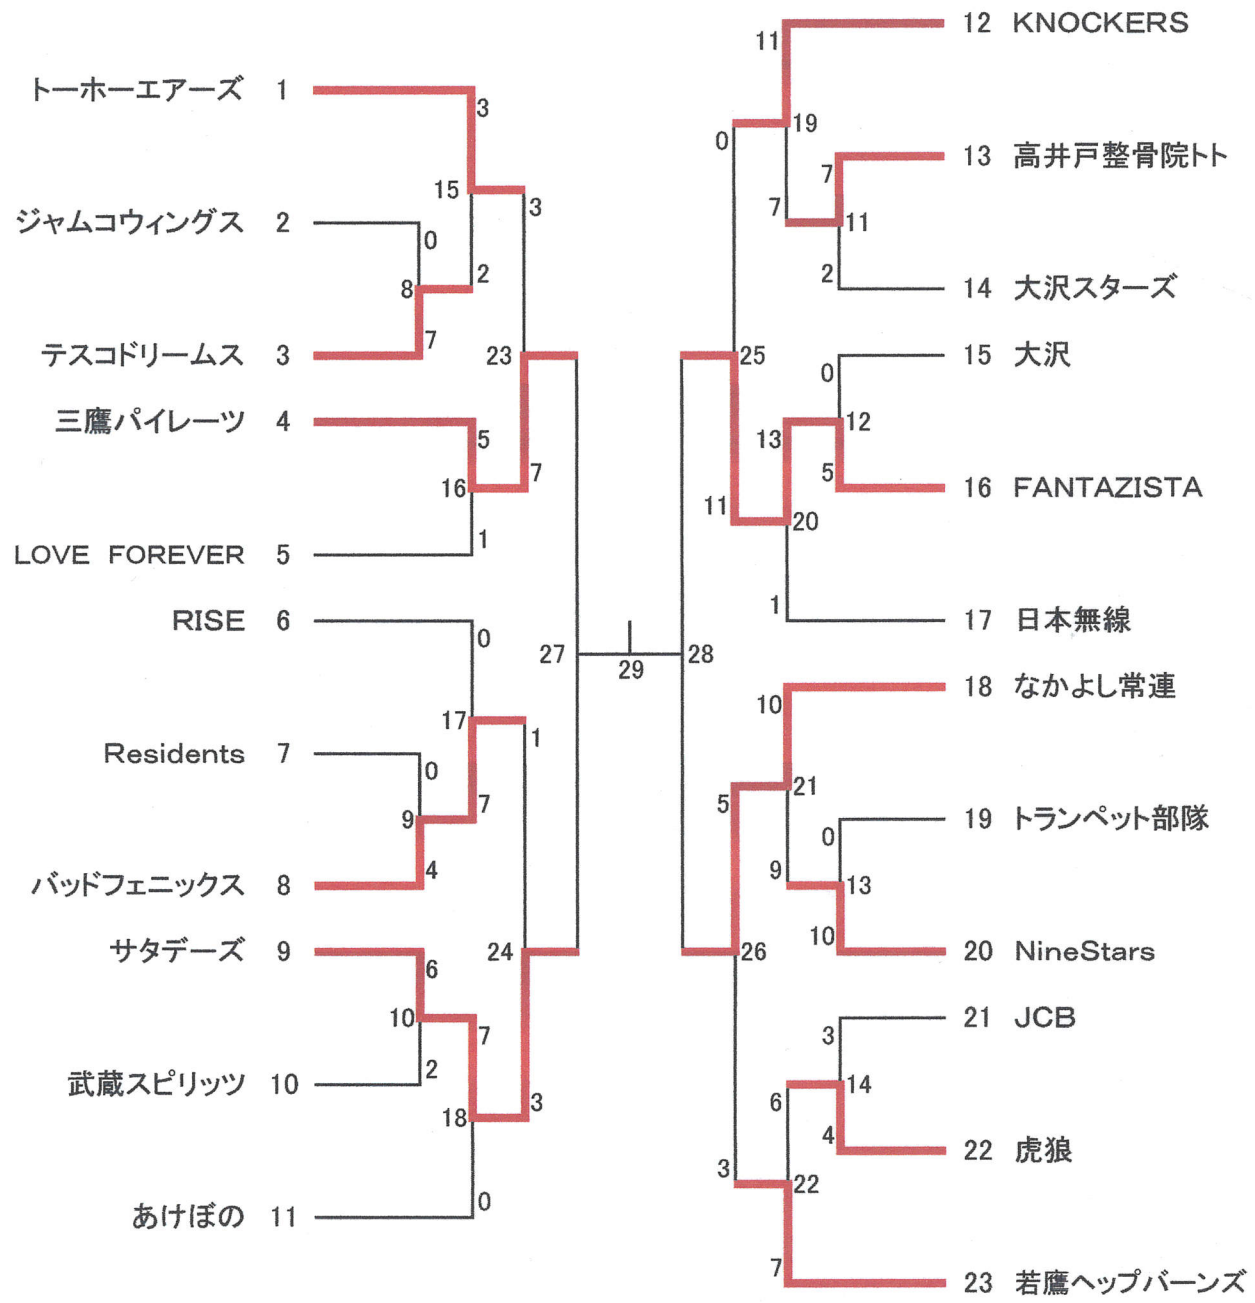 トーホーエアーズ 1
3
15
3
ジャムコウィングス 2
0
2
8
7
テスコドリームス 3
23
三鷹パイレーツ 4
5
7
16
1
LOVE FOREVER 5
RISE 6
0
27
17
1
Residents 7
0
7
9
4
バッドフェニックス 8
サタデーズ 9
24
6
10
7
2
武蔵スピリッツ 10
3
18
0
あけぼの 11
29
12 KNOCKERS
11
0
19
13 高井戸整骨院トト
7
7
11
2
14 大沢スターズ
25
15 大沢
0
12
13
5
16 FANTAZISTA
11
20
1
17 日本無線
28
18 なかよし常連
10
5
21
19 トランペット部隊
0
9
13
10
20 NineStars
26
21 JCB
3
14
6
4
22 虎狼
3
22
7
23 若鷹ヘップバーンズ